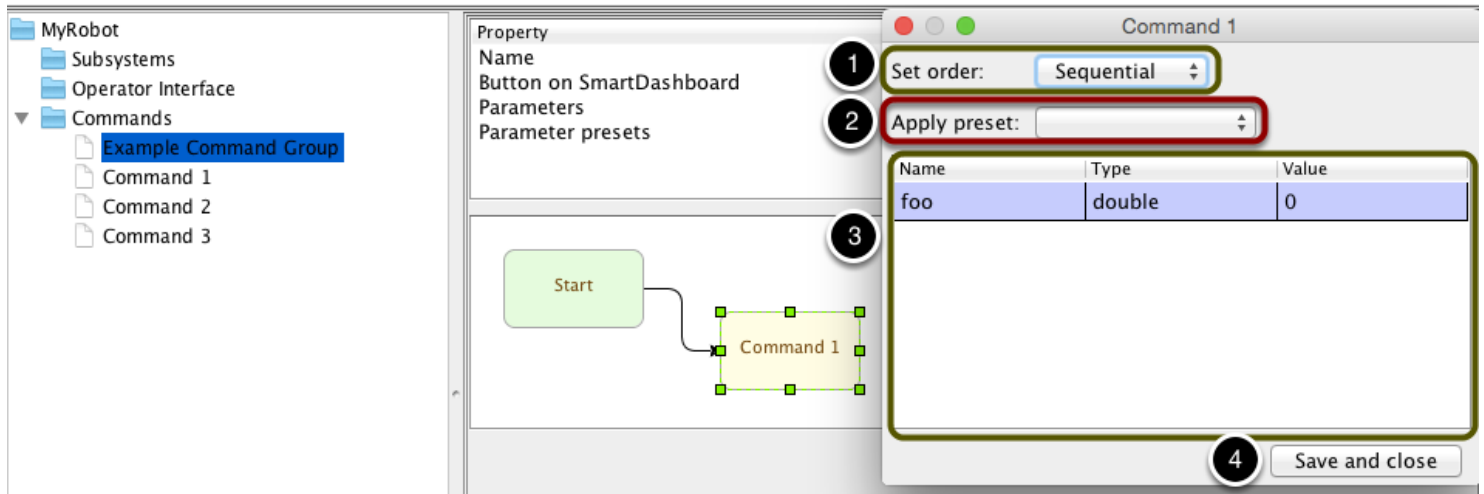 MyRobot
Subsystems
Operator Interface
Commands
Example Command Group
Command 1
Command 2
Command 3
Property
Name
Button on SmartDashboard
Parameters
Parameter presets
Start
Command 1
Command 1
1
Set order: Sequential
2
Apply preset:
3
Name Type Value
foo double 0
4
Save and close